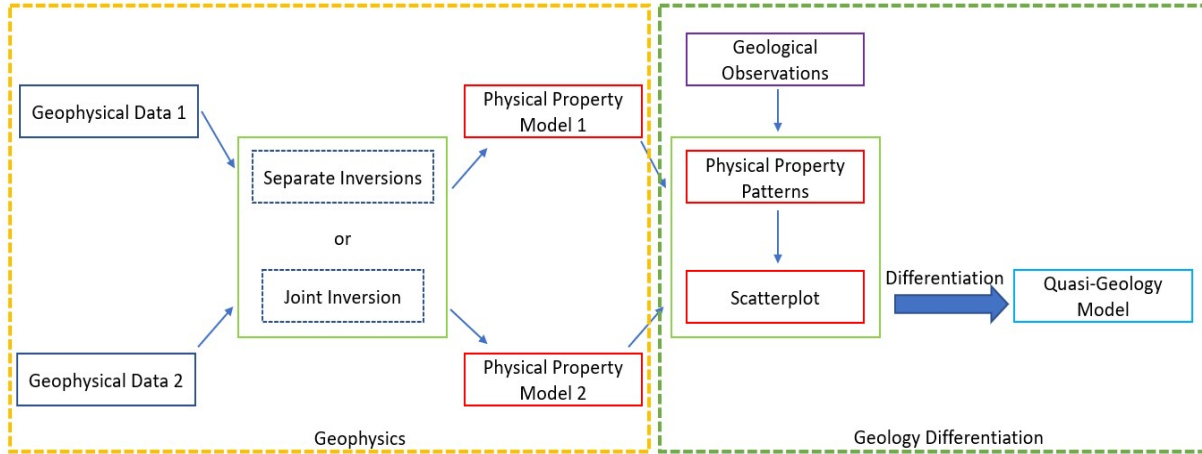 Geophysical Data 1
Geophysical Data 2
Separate Inversions
or
Joint Inversion
Physical Property
Model 1
Physical Property
Model 2
Geophysics
Geological
Observations
Physical Property
Patterns
Scatterplot
Differentiation
Quasi-Geology
Model
Geology Differentiation